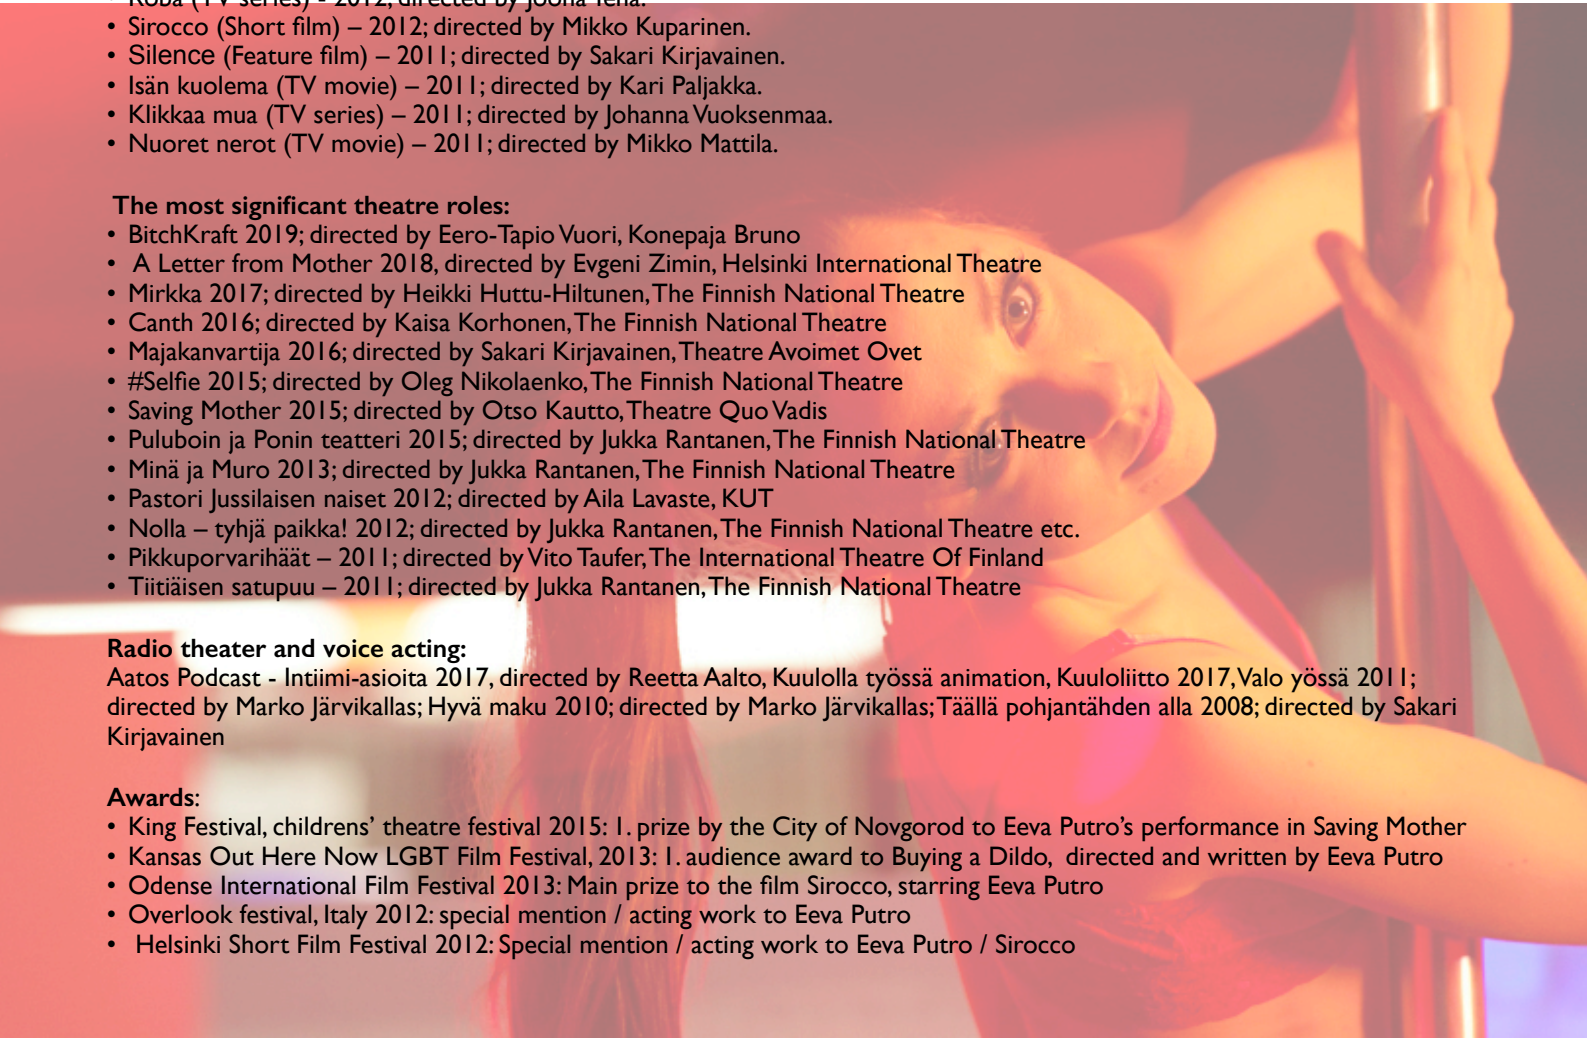 • Roba (TV series) - 2012; directed by Joona Tena.
• Sirocco (Short film) – 2012; directed by Mikko Kuparinen.
• Silence (Feature film) – 2011; directed by Sakari Kirjavainen.
• Isän kuolema (TV movie) – 2011; directed by Kari Paljakka.
• Klikkaa mua (TV series) – 2011; directed by Johanna Vuoksenmaa.
• Nuoret nerot (TV movie) – 2011; directed by Mikko Mattila.
The most significant theatre roles:
• BitchKraft 2019; directed by Eero-Tapio Vuori, Konepaja Bruno
• A Letter from Mother 2018, directed by Evgeni Zimin, Helsinki International Theatre
• Mirkka 2017; directed by Heikki Huttu-Hiltunen, The Finnish National Theatre
• Canth 2016; directed by Kaisa Korhonen, The Finnish National Theatre
• Majakanvartija 2016; directed by Sakari Kirjavainen, Theatre Avoimet Ovet
• #Selfie 2015; directed by Oleg Nikolaenko, The Finnish National Theatre
• Saving Mother 2015; directed by Otso Kautto, Theatre Quo Vadis
• Puluboin ja Ponin teatteri 2015; directed by Jukka Rantanen, The Finnish National Theatre
• Minä ja Muro 2013; directed by Jukka Rantanen, The Finnish National Theatre
• Pastori Jussilaisen naiset 2012; directed by Aila Lavaste, KUT
• Nolla – tyhjä paikka! 2012; directed by Jukka Rantanen, The Finnish National Theatre etc.
• Pikkuporvarihäät – 2011; directed by Vito Taufer, The International Theatre Of Finland
• Tiitiäisen satupuu – 2011; directed by Jukka Rantanen, The Finnish National Theatre
Radio theater and voice acting:
Aatos Podcast - Intiimi-asioita 2017, directed by Reetta Aalto, Kuulolla työssä animation, Kuuloliitto 2017, Valo yössä 2011;
directed by Marko Järvikallas; Hyvä maku 2010; directed by Marko Järvikallas; Täällä pohjantähden alla 2008; directed by Sakari
Kirjavainen
Awards:
• King Festival, childrens’ theatre festival 2015: 1. prize by the City of Novgorod to Eeva Putro’s performance in Saving Mother
• Kansas Out Here Now LGBT Film Festival, 2013: 1. audience award to Buying a Dildo, directed and written by Eeva Putro
• Odense International Film Festival 2013: Main prize to the film Sirocco, starring Eeva Putro
• Overlook festival, Italy 2012: special mention / acting work to Eeva Putro
• Helsinki Short Film Festival 2012: Special mention / acting work to Eeva Putro / Sirocco